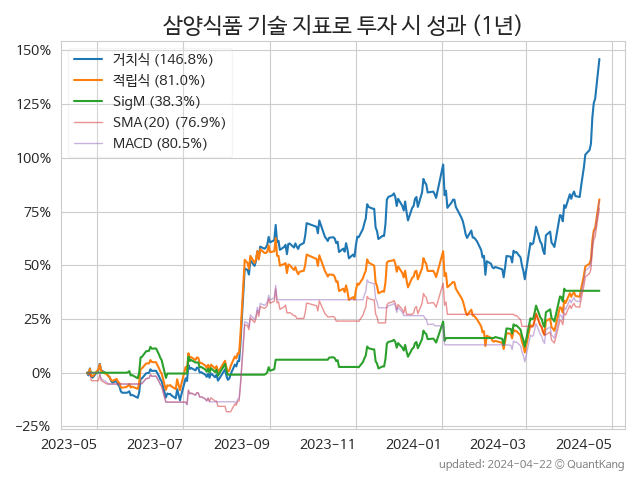 삼양식품 기술 지표로 투자 시 성과 (1년)
150%
125%
100%
75%
50%
25%
0%
−25%
거치식 (146.8%)
적립식 (81.0%)
SigM (38.3%)
SMA(20) (76.9%)
MACD (80.5%)
2023−05
2023−07
2023−09
2023−11
2024−01
2024−03
2024−05
updated: 2024−04−22 © QuantKang